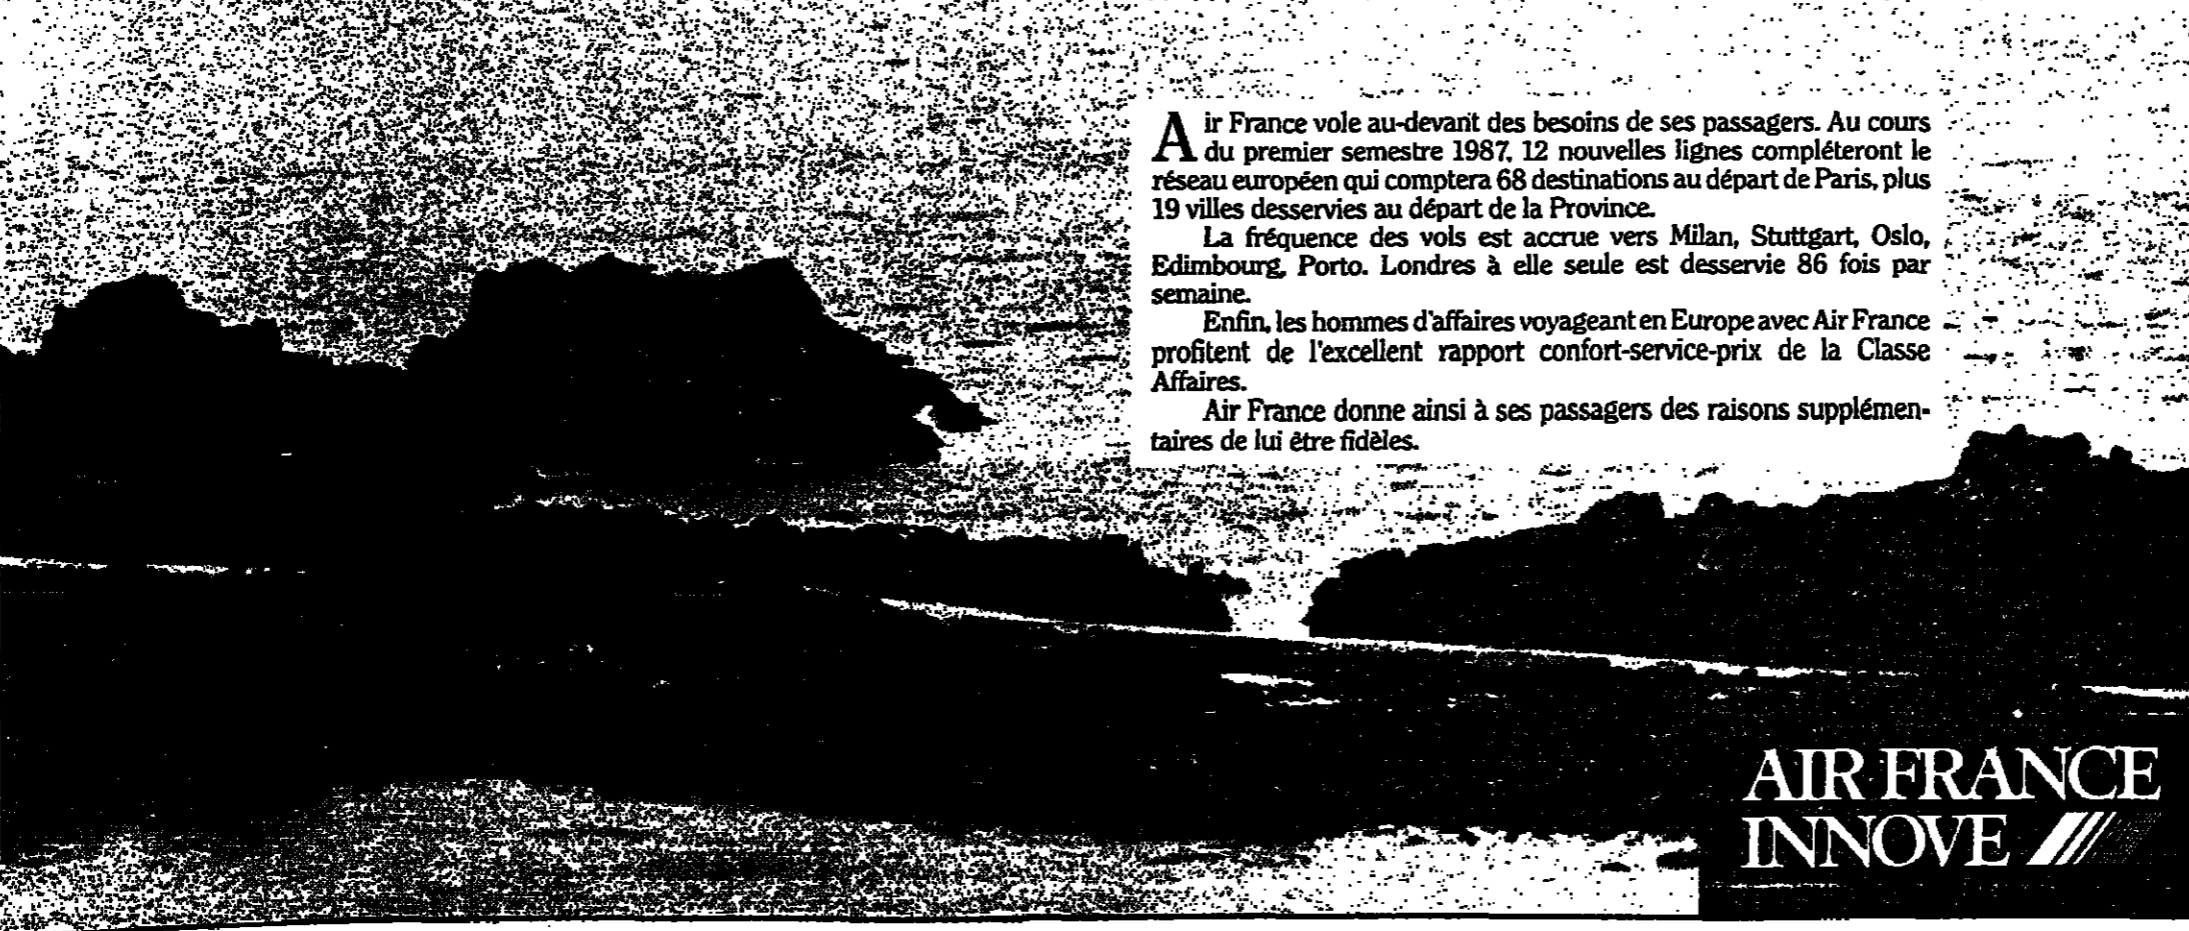 Air France vole au-devant des besoins de ses passagers. Au cours
du premier semestre 1987, 12 nouvelles lignes compléteront le
réseau européen qui comptera 68 destinations au départ de Paris, plus
19 villes desservies au départ de la Province.
La fréquence des vols est accrue vers Milan, Stuttgart, Oslo,
Edimbourg, Porto. Londres à elle seule est desservie 86 fois par
semaine.
Enfin, les hommes d'affaires voyageant en Europe avec Air France
profitent de l'excellent rapport confort-service-prix de la Classe
Affaires.
Air France donne ainsi à ses passagers des raisons supplémen-
taires de lui être fidèles.
AIR FRANCE
INNOVE